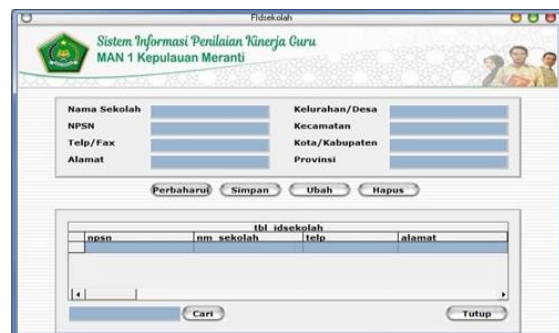 FIdsekolah
Sistem Informasi Penilaian Kinerja Guru
MAN 1 Kepulauan Meranti
Nama Sekolah Kelurahan/Desa
NPSN Kecamatan
Telp/Fax Kota/Kabupaten
Alamat Provinsi
Perbaharui Simpan Ubah Hapus
tbl_idsekolah
npsn nm_sekolah telp alamat
Cari Tutup